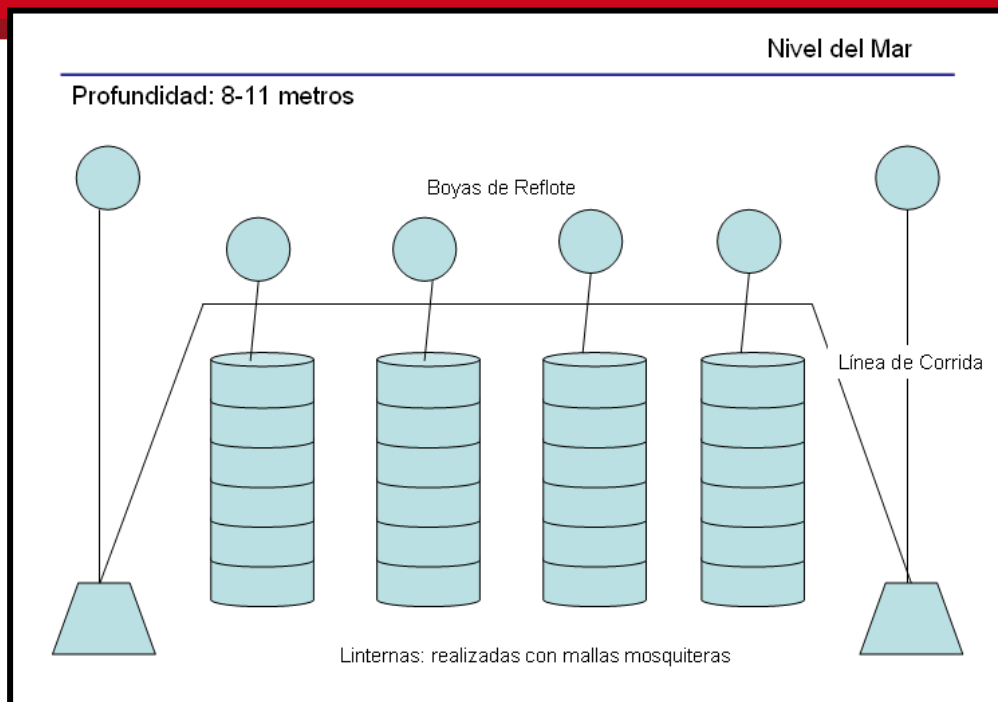 Nivel del Mar
Profundidad: 8-11 metros
Boyas de Reflote
Línea de Corrida
Linternas: realizadas con mallas mosquiteras